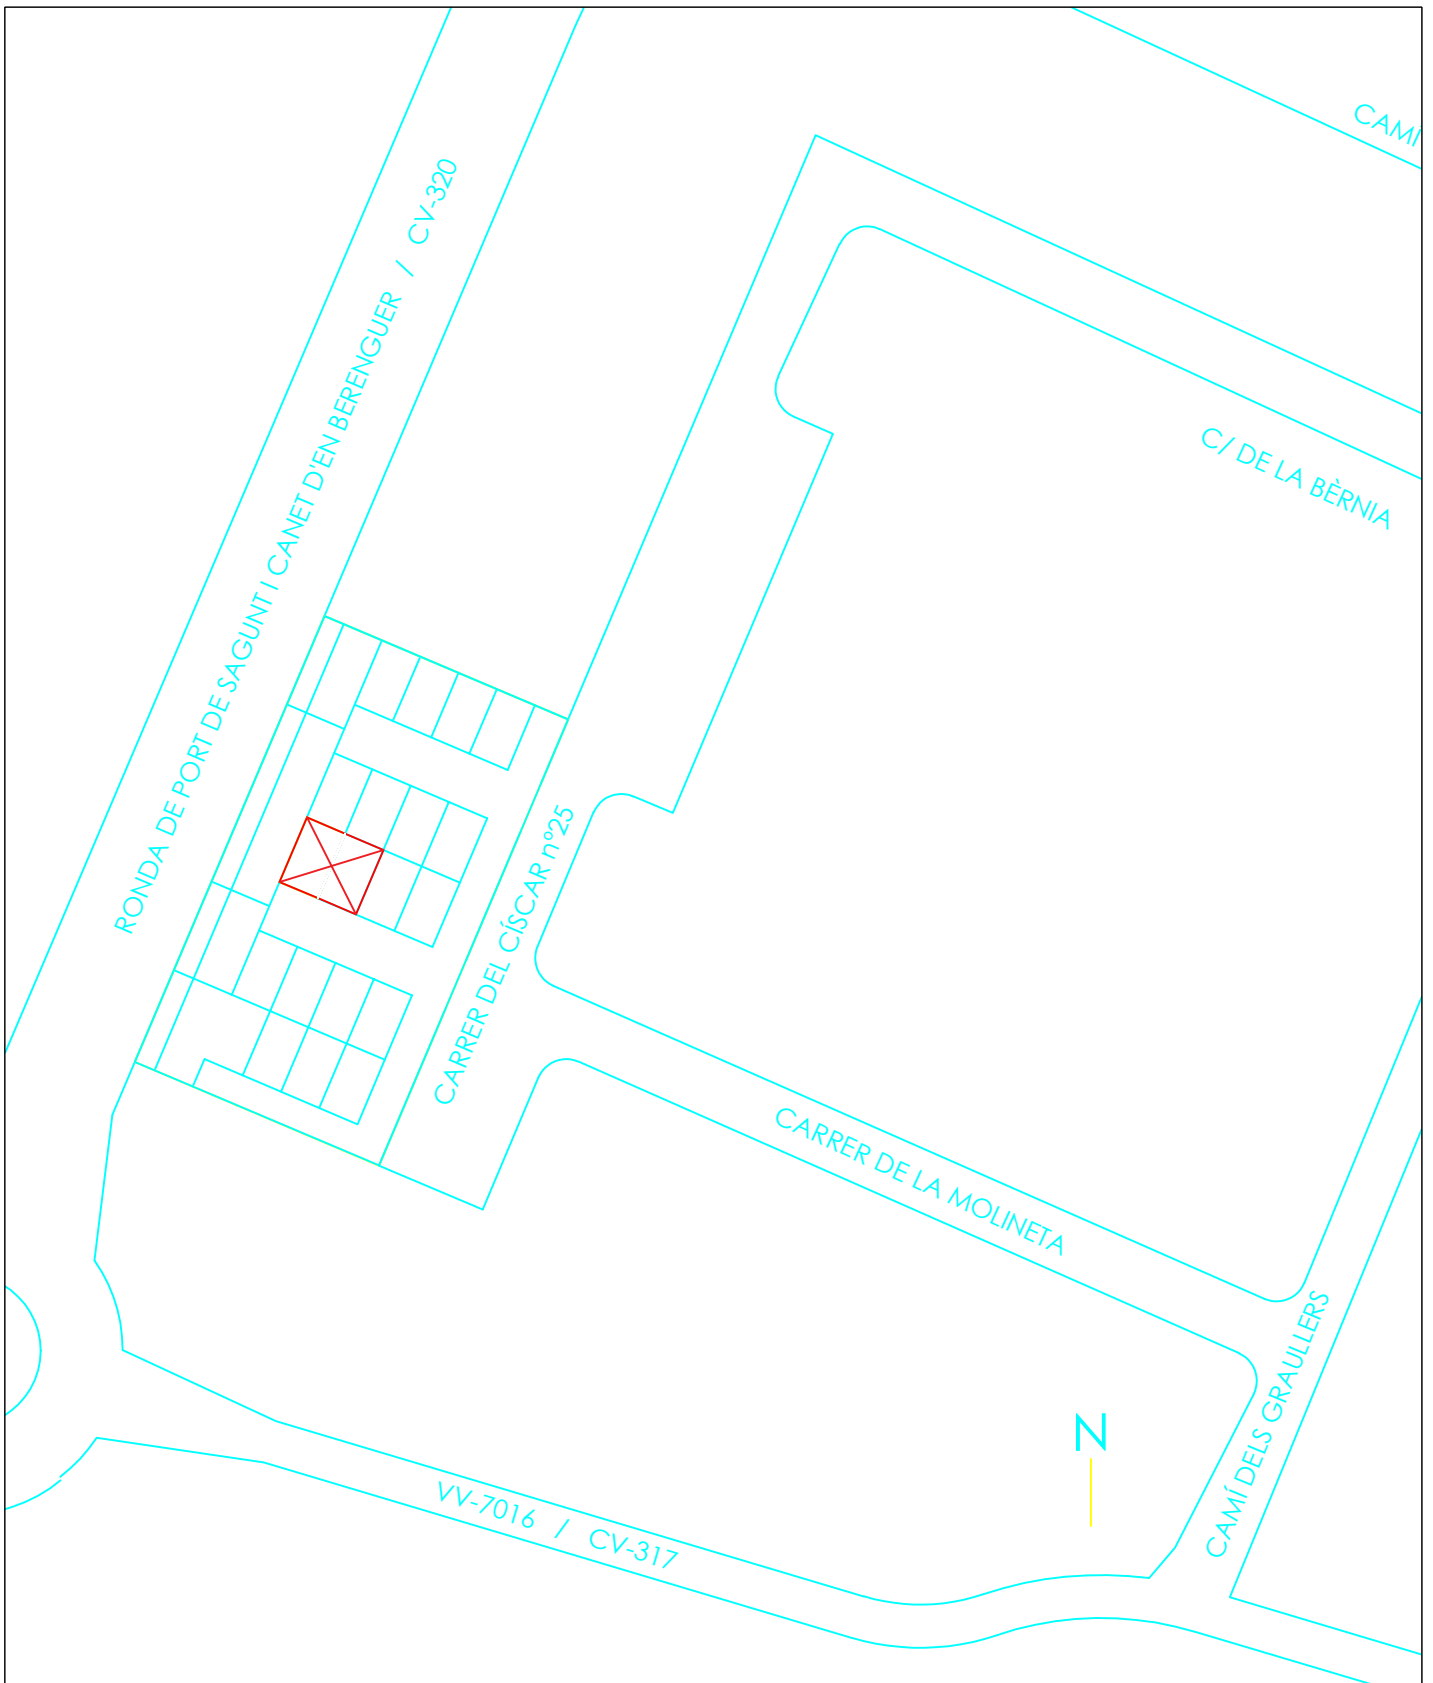 CAMÍ
RONDA DE PORT DE SAGUNT I CANET D'EN BERENGUER / CV-320
C/ DE LA BÈRNIA
CARRER DEL CÍSCAR nº25
CARRER DE LA MOLINETA
CAMÍ DELS GRAULLERS
N
VV-7016 / CV-317